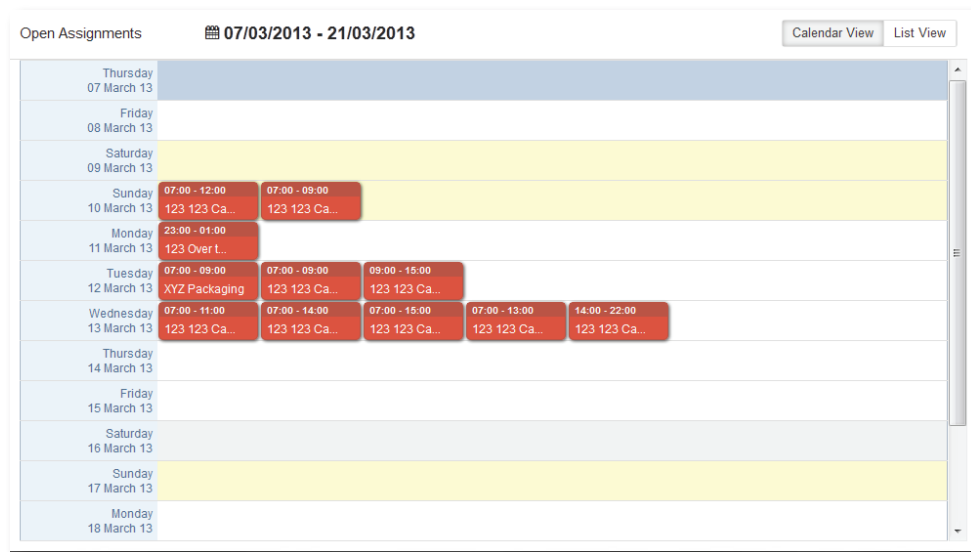 Open Assignments 07/03/2013 - 21/03/2013 Calendar View List View
Thursday
07 March 13
Friday
08 March 13
Saturday
09 March 13
Sunday 07:00 - 12:00 07:00 - 09:00
10 March 13 123 123 Ca... 123 123 Ca...
Monday 23:00 - 01:00
11 March 13 123 Over t...
Tuesday 07:00 - 09:00 07:00 - 09:00 09:00 - 15:00
12 March 13 XYZ Packaging 123 123 Ca... 123 123 Ca...
Wednesday 07:00 - 11:00 07:00 - 14:00 07:00 - 15:00 07:00 - 13:00 14:00 - 22:00
13 March 13 123 123 Ca... 123 123 Ca... 123 123 Ca... 123 123 Ca... 123 123 Ca...
Thursday
14 March 13
Friday
15 March 13
Saturday
16 March 13
Sunday
17 March 13
Monday
18 March 13